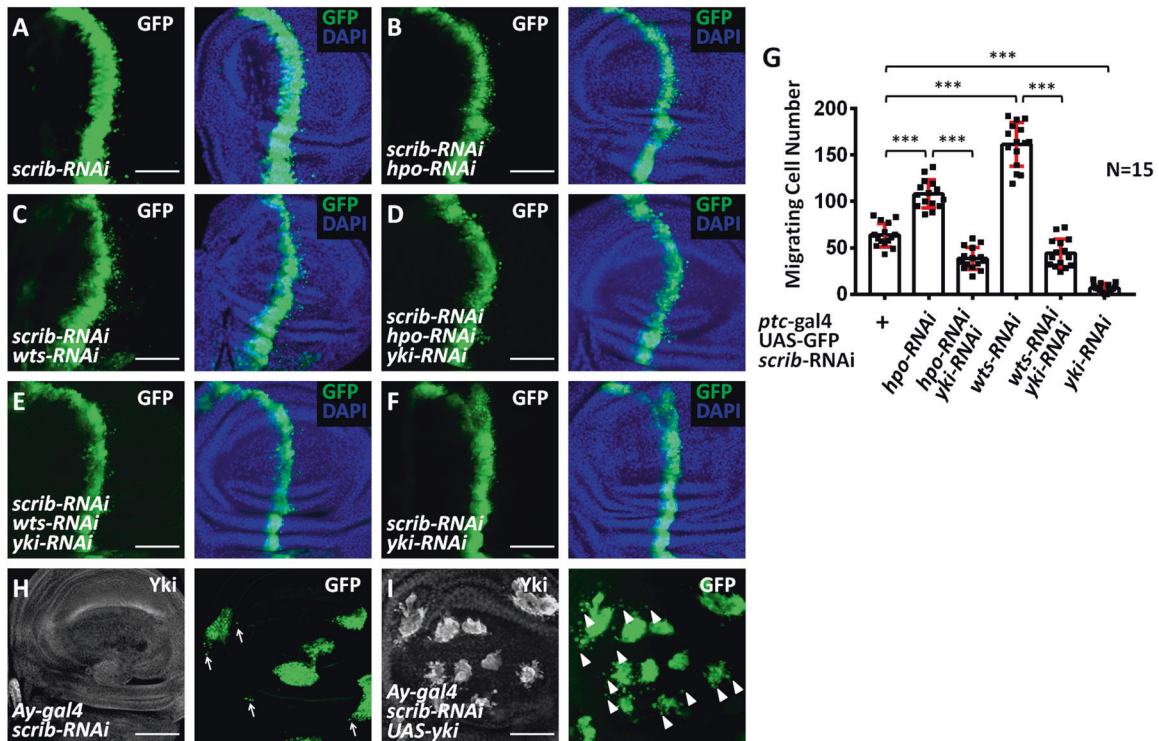 A GFP GFP
DAPI
scrib-RNAi
B GFP GFP
DAPI
scrib-RNAi
hpo-RNAi
C GFP GFP
DAPI
scrib-RNAi
wts-RNAi
D GFP GFP
DAPI
scrib-RNAi
hpo-RNAi
yki-RNAi
E GFP GFP
DAPI
scrib-RNAi
wts-RNAi
yki-RNAi
F GFP GFP
DAPI
scrib-RNAi
yki-RNAi
G
***
*** ***
*** ***
200
150
100
50
0
Migrating Cell Number
N=15
ptc-gal4
UAS-GFP
scrib-RNAi
+
hpo-RNAi
hpo-RNAi
yki-RNAi
wts-RNAi
wts-RNAi
yki-RNAi
yki-RNAi
H Yki GFP
Ay-gal4
scrib-RNAi
I Yki GFP
Ay-gal4
scrib-RNAi
UAS-yki